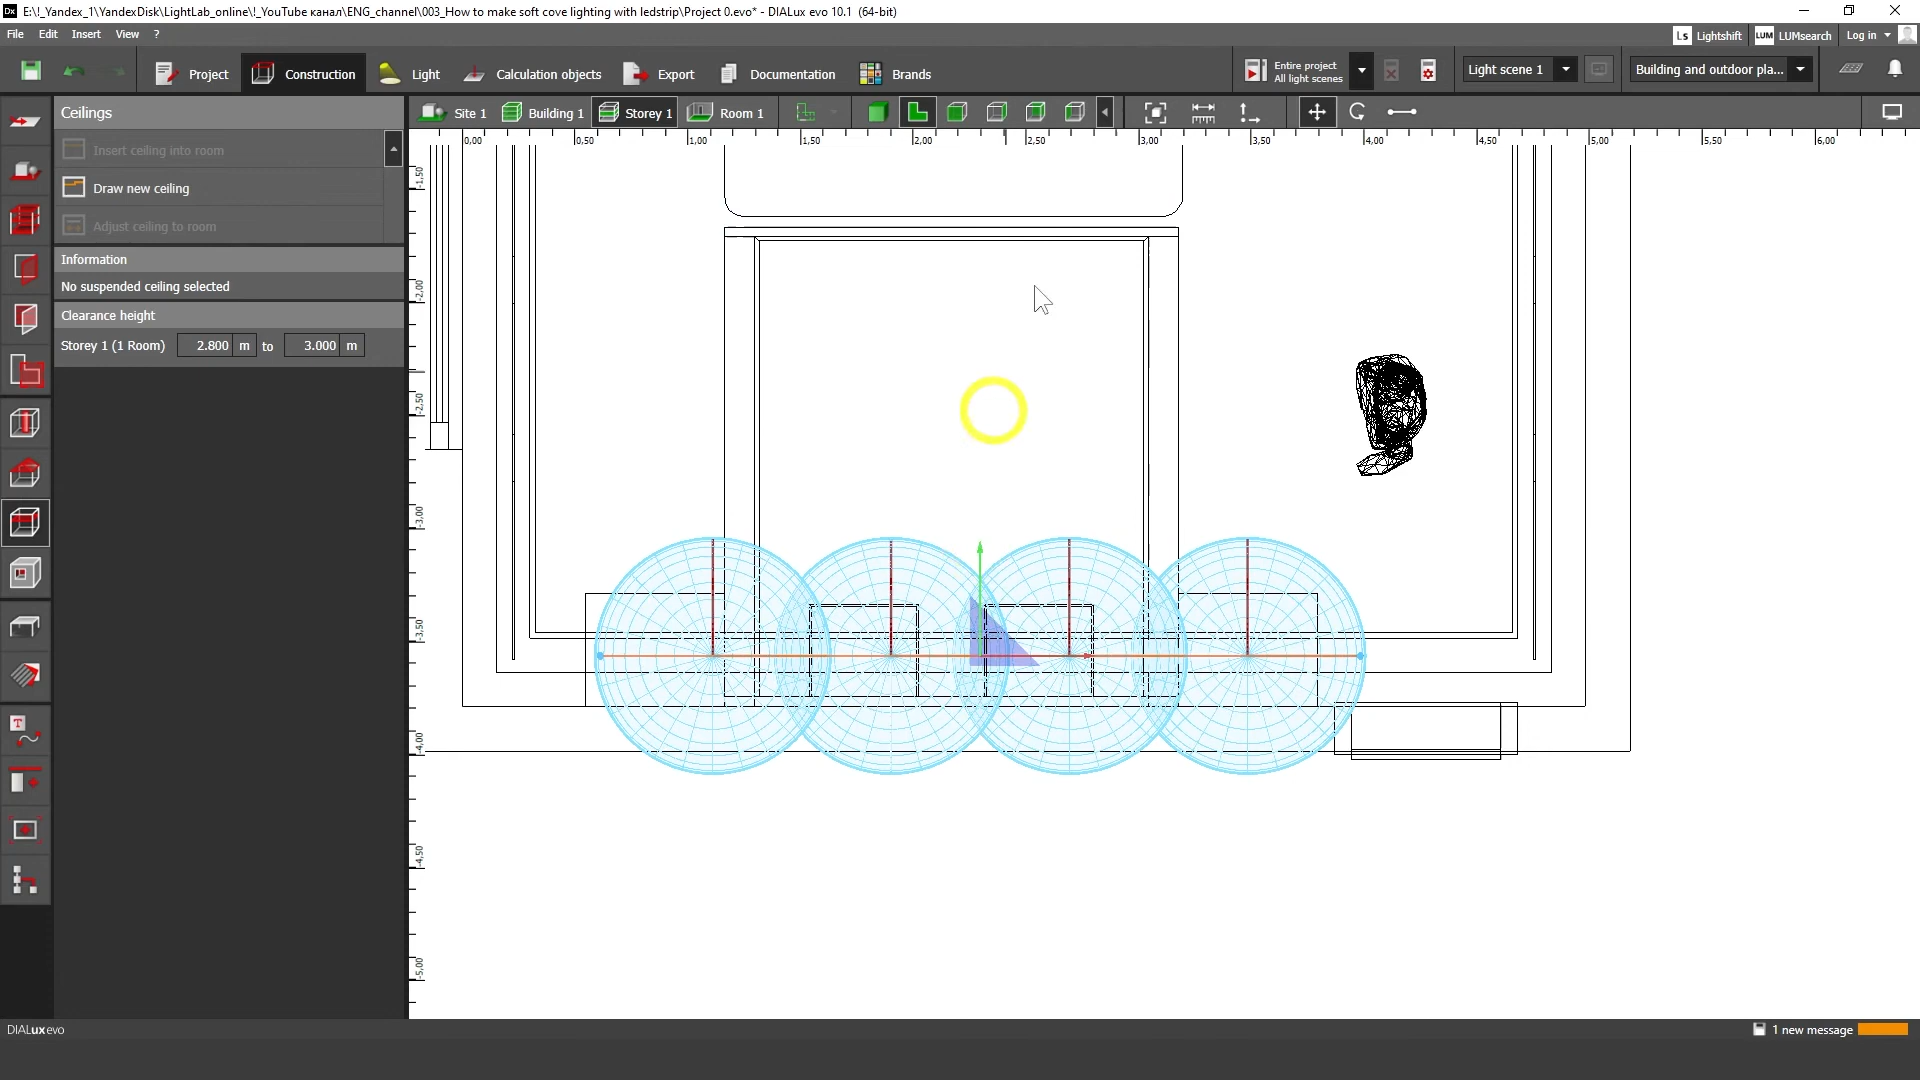 E:\!_Yandex_1\YandexDisk\LightLab_online\!_YouTube канал\ENG_channel\003_How to make soft cove lighting with ledstrip\Project 0.evo* - DIALux evo 10.1 (64-bit)
File Edit Insert View ?
Ls Lightshift LUM LUMsearch Log in
Project Construction Light Calculation objects Export Documentation Brands
Entire project
All light scenes
Light scene 1
Building and outdoor pla...
Ceilings
Site 1 Building 1 Storey 1 Room 1
0,00 0,50 1,00 1,50 2,00 2,50 3,00 3,50 4,00 4,50 5,00 5,50 6,00
Insert ceiling into room
Draw new ceiling
Adjust ceiling to room
Information
No suspended ceiling selected
Clearance height
Storey 1 (1 Room) 2.800 m to 3.000 m
-1,50
-2,00
-2,50
-3,00
-3,50
-4,00
-4,50
-5,00
T
DIALux evo
1 new message